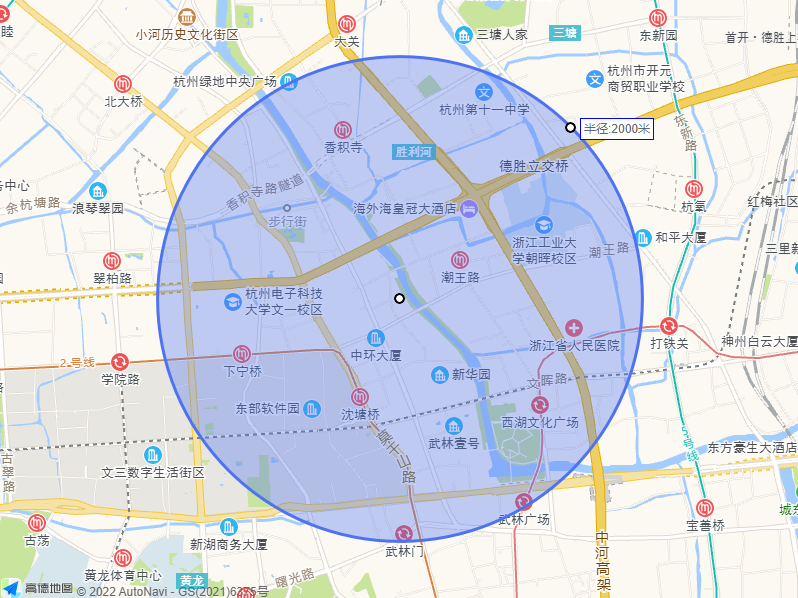 小河历史文化街区
大关
三塘人家
三塘
东新园
首开·德胜上
睦
杭州绿地中央广场
杭州市开元
商贸职业学校
北大桥
杭州第十一中学
东新路
半径:2000米
香积寺
胜利河
德胜立交桥
香积寺路隧道
务中心
余杭塘路
浪琴翠园
步行街
海外海皇冠大酒店
杭氧
红梅社区
浙江工业大
学朝晖校区
潮王路
和平大厦
三里新
翠柏路
潮王路
杭州电子科技
大学文一校区
浙江省人民医院
打铁关
神州白云大厦
中环大厦
2号线
下宁桥
学院路
新华园
文晖路
东部软件园
沈塘桥
西湖文化广场
武林壹号
5号线
东方豪生大酒店
古翠路
莫干山路
文三数字生活街区
武林广场
宝善桥
城东
古荡
新湖商务大厦
武林门
中河高架
黄龙体育中心
黄龙
曙光路
高德地图
© 2022 AutoNavi - GS(2021)6375号